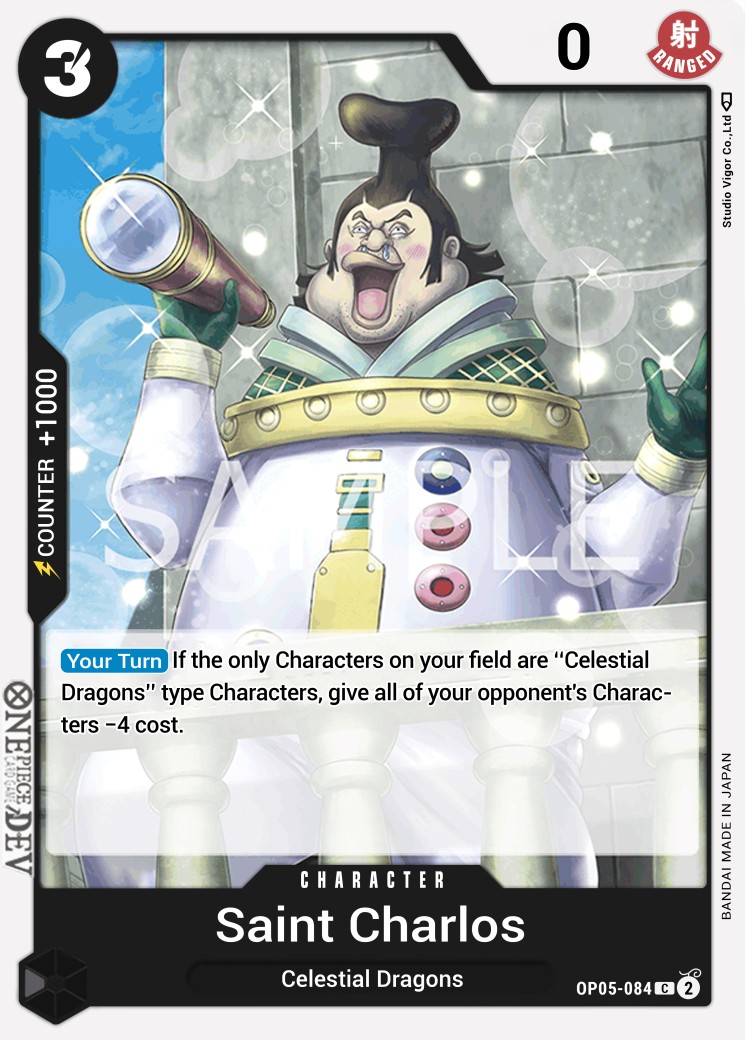 3
0
射
RANGED
Studio Vigor Co.,Ltd
COUNTER +1000
SAMPLE
Your Turn If the only Characters on your field are “Celestial
Dragons” type Characters, give all of your opponent's Charac-
ters −4 cost.
ONE PIECE
CARD GAME
DEV
BANDAI MADE IN JAPAN
CHARACTER
Saint Charlos
Celestial Dragons
OP05-084 C 2